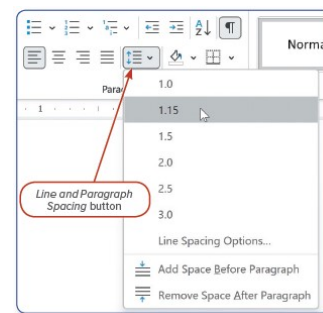 Norma
Para
1
1.0
1.15
1.5
2.0
2.5
3.0
Line Spacing Options...
Add Space Before Paragraph
Remove Space After Paragraph
Line and Paragraph
Spacing button